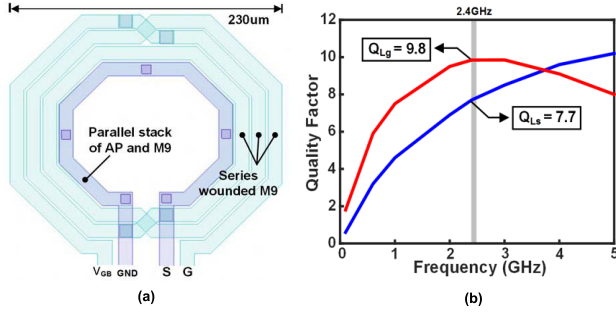 230um
Parallel stack
of AP and M9
Series
wounded M9
VGB GND S G
(a)
2.4GHz
12
10
8
6
4
2
0
Quality Factor
QLg = 9.8
QLs = 7.7
0 1 2 3 4 5
Frequency (GHz)
(b)